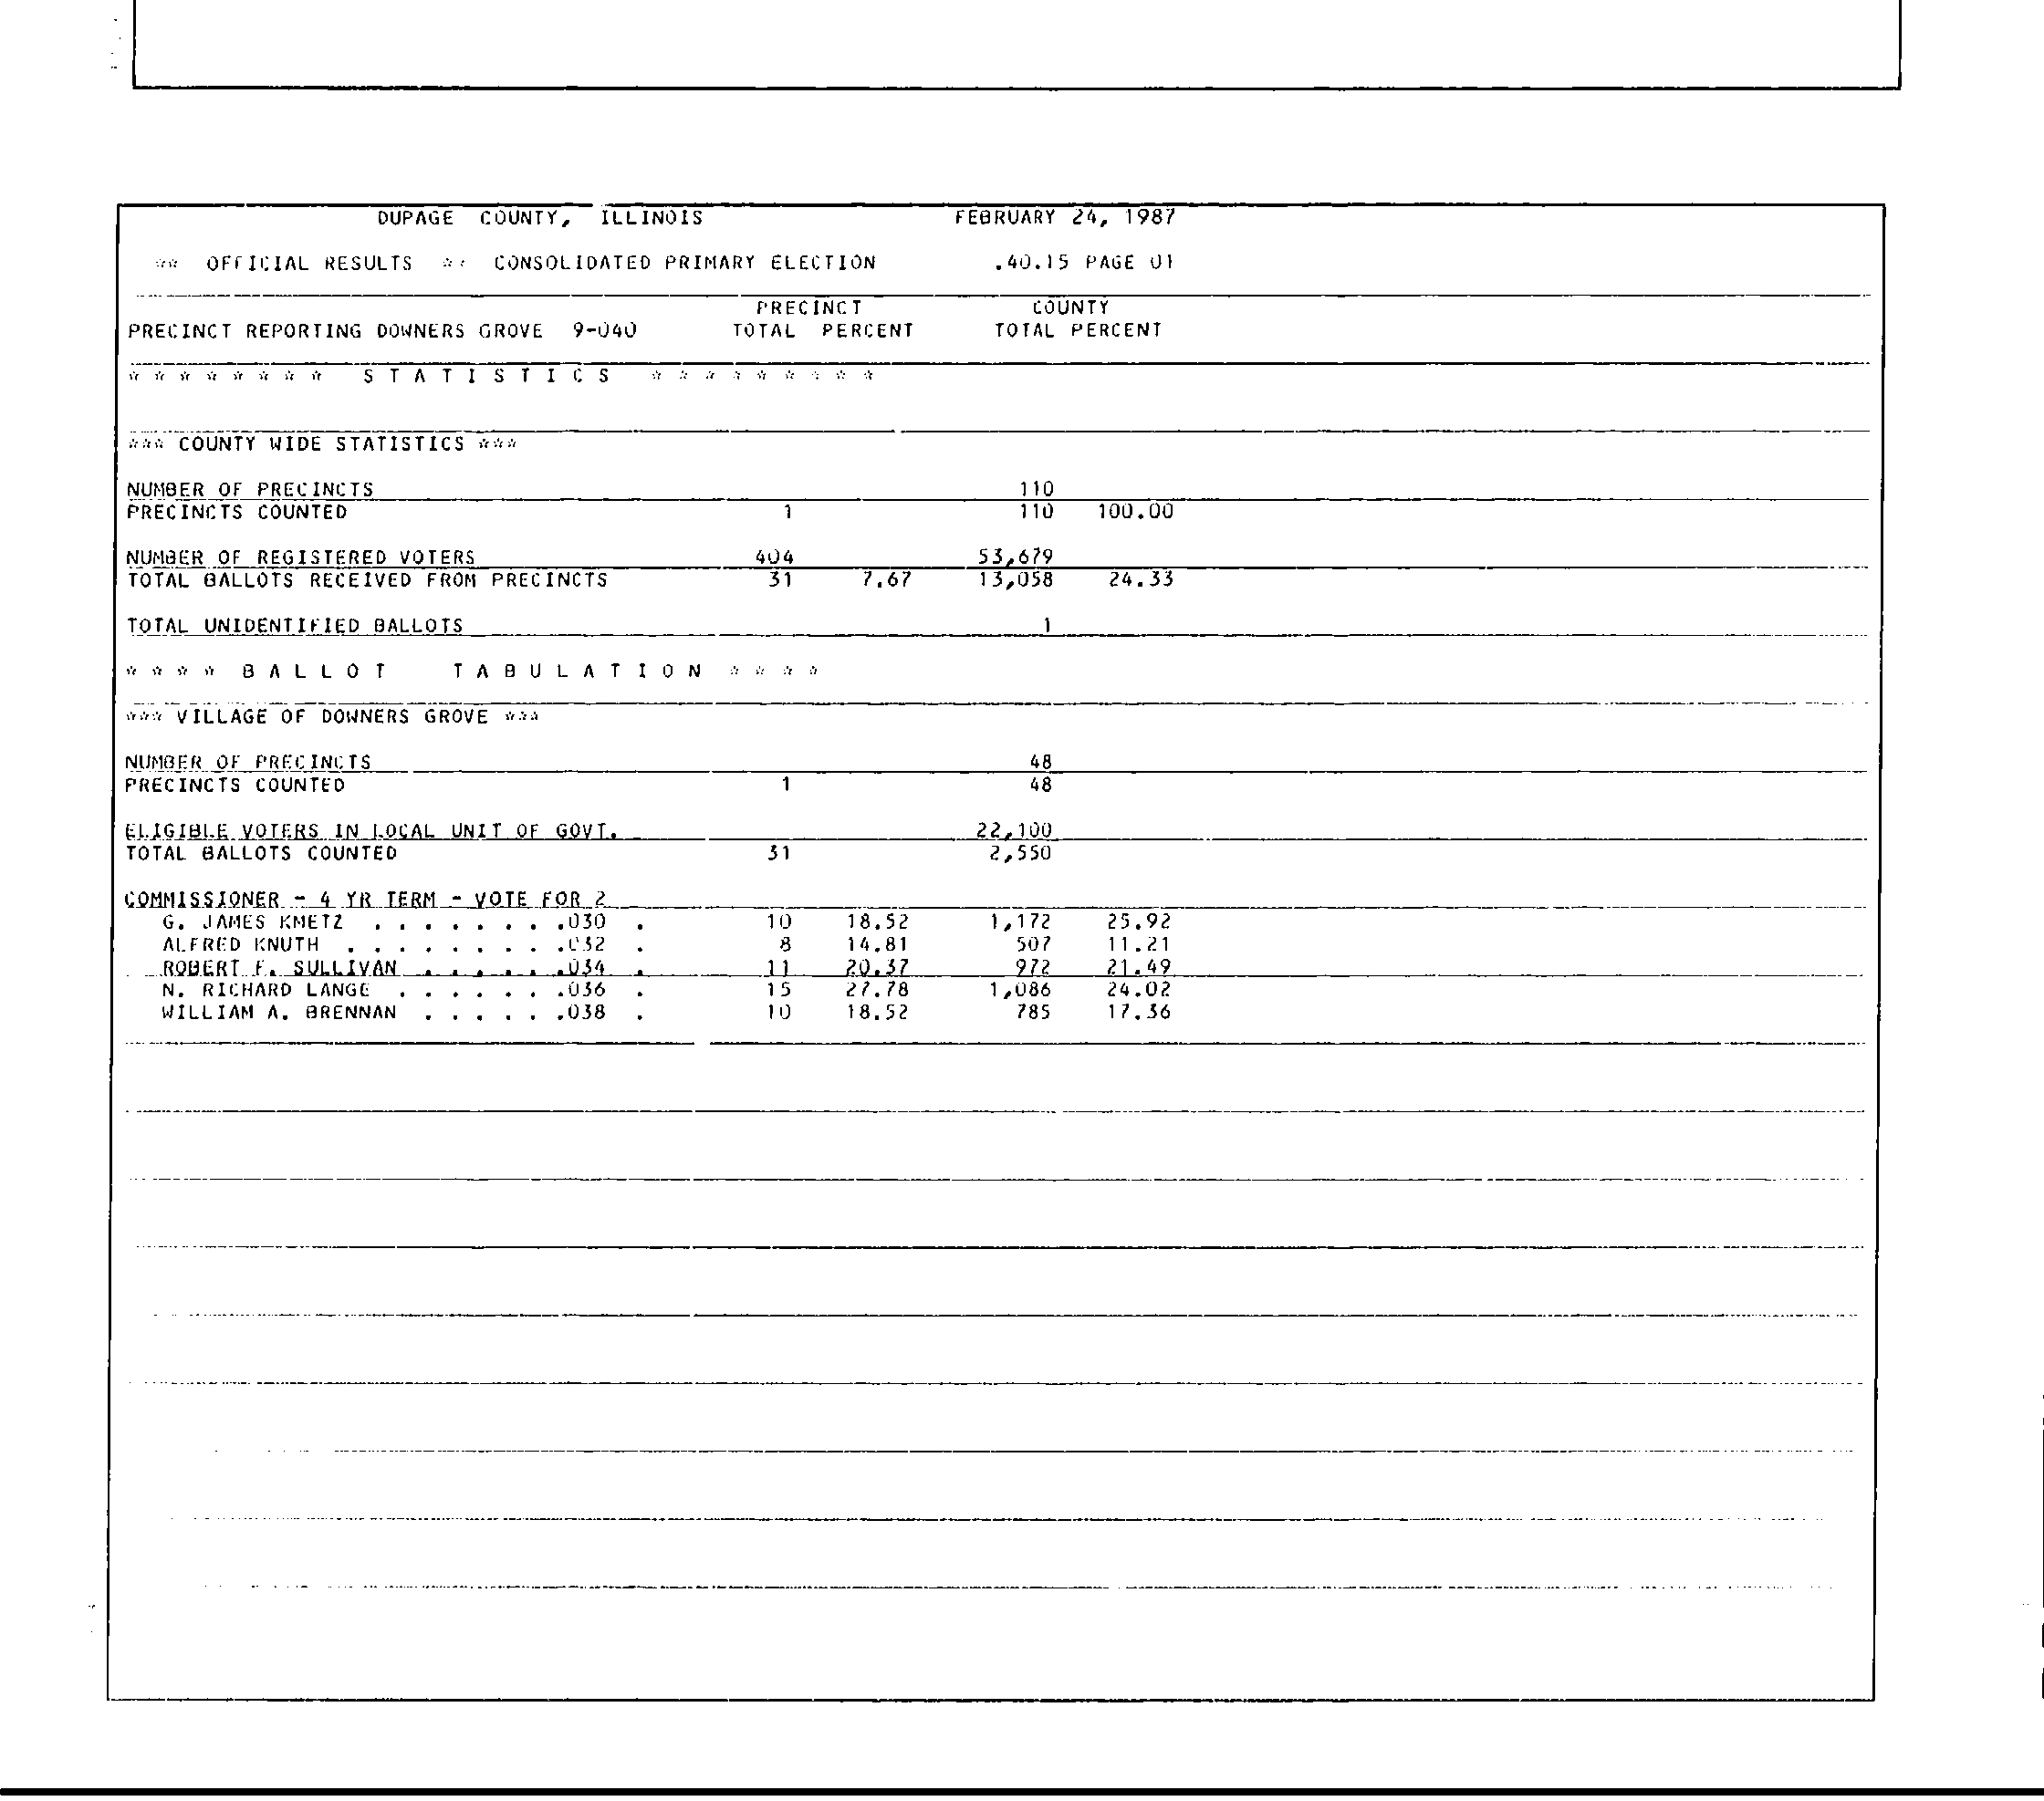 DUPAGE COUNTY, ILLINOIS FEBRUARY 24, 1987
** OFFICIAL RESULTS ** CONSOLIDATED PRIMARY ELECTION .40.15 PAGE 01
PRECINCT COUNTY
PRECINCT REPORTING DOWNERS GROVE 9-040 TOTAL PERCENT TOTAL PERCENT
* * * * * * * * S T A T I S T I C S * * * * * * * * *
*** COUNTY WIDE STATISTICS ***
NUMBER OF PRECINCTS 110
PRECINCTS COUNTED 1 110 100.00
NUMBER OF REGISTERED VOTERS 404 53,679
TOTAL BALLOTS RECEIVED FROM PRECINCTS 31 7.67 13,058 24.33
TOTAL UNIDENTIFIED BALLOTS 1
* * * * B A L L O T T A B U L A T I O N * * * *
*** VILLAGE OF DOWNERS GROVE ***
NUMBER OF PRECINCTS 48
PRECINCTS COUNTED 1 48
ELIGIBLE VOTERS IN LOCAL UNIT OF GOVT. 22,100
TOTAL BALLOTS COUNTED 31 2,550
COMMISSIONER - 4 YR TERM - VOTE FOR 2
G. JAMES KMETZ . . . . . . . .030 . 10 18.52 1,172 25.92
ALFRED KNUTH . . . . . . . . .032 . 8 14.81 507 11.21
ROBERT F. SULLIVAN . . . . . .034 . 11 20.37 972 21.49
N. RICHARD LANGE . . . . . . .036 . 15 27.78 1,086 24.02
WILLIAM A. BRENNAN . . . . . .038 . 10 18.52 785 17.36